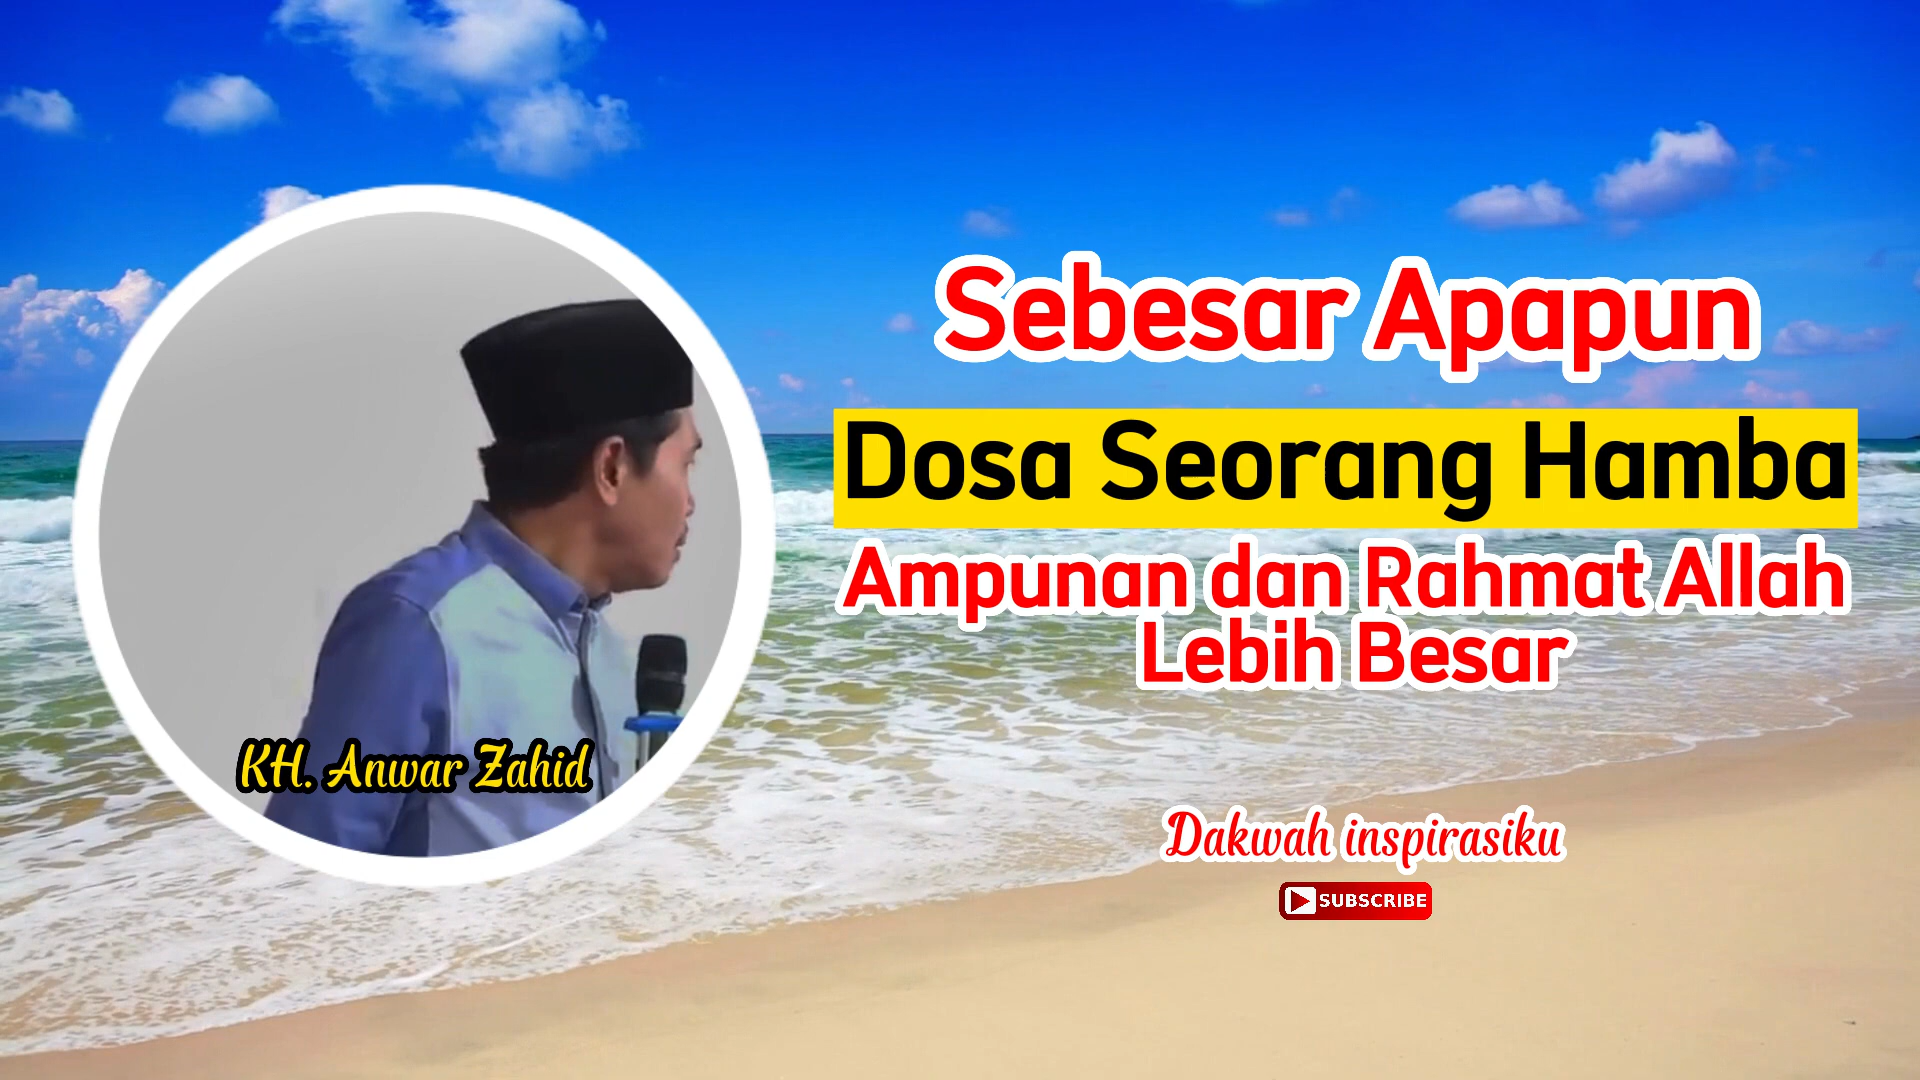 Sebesar Apapun
Dosa Seorang Hamba
Ampunan dan Rahmat Allah
Lebih Besar
KH. Anwar Zahid
Dakwah inspirasiku
SUBSCRIBE